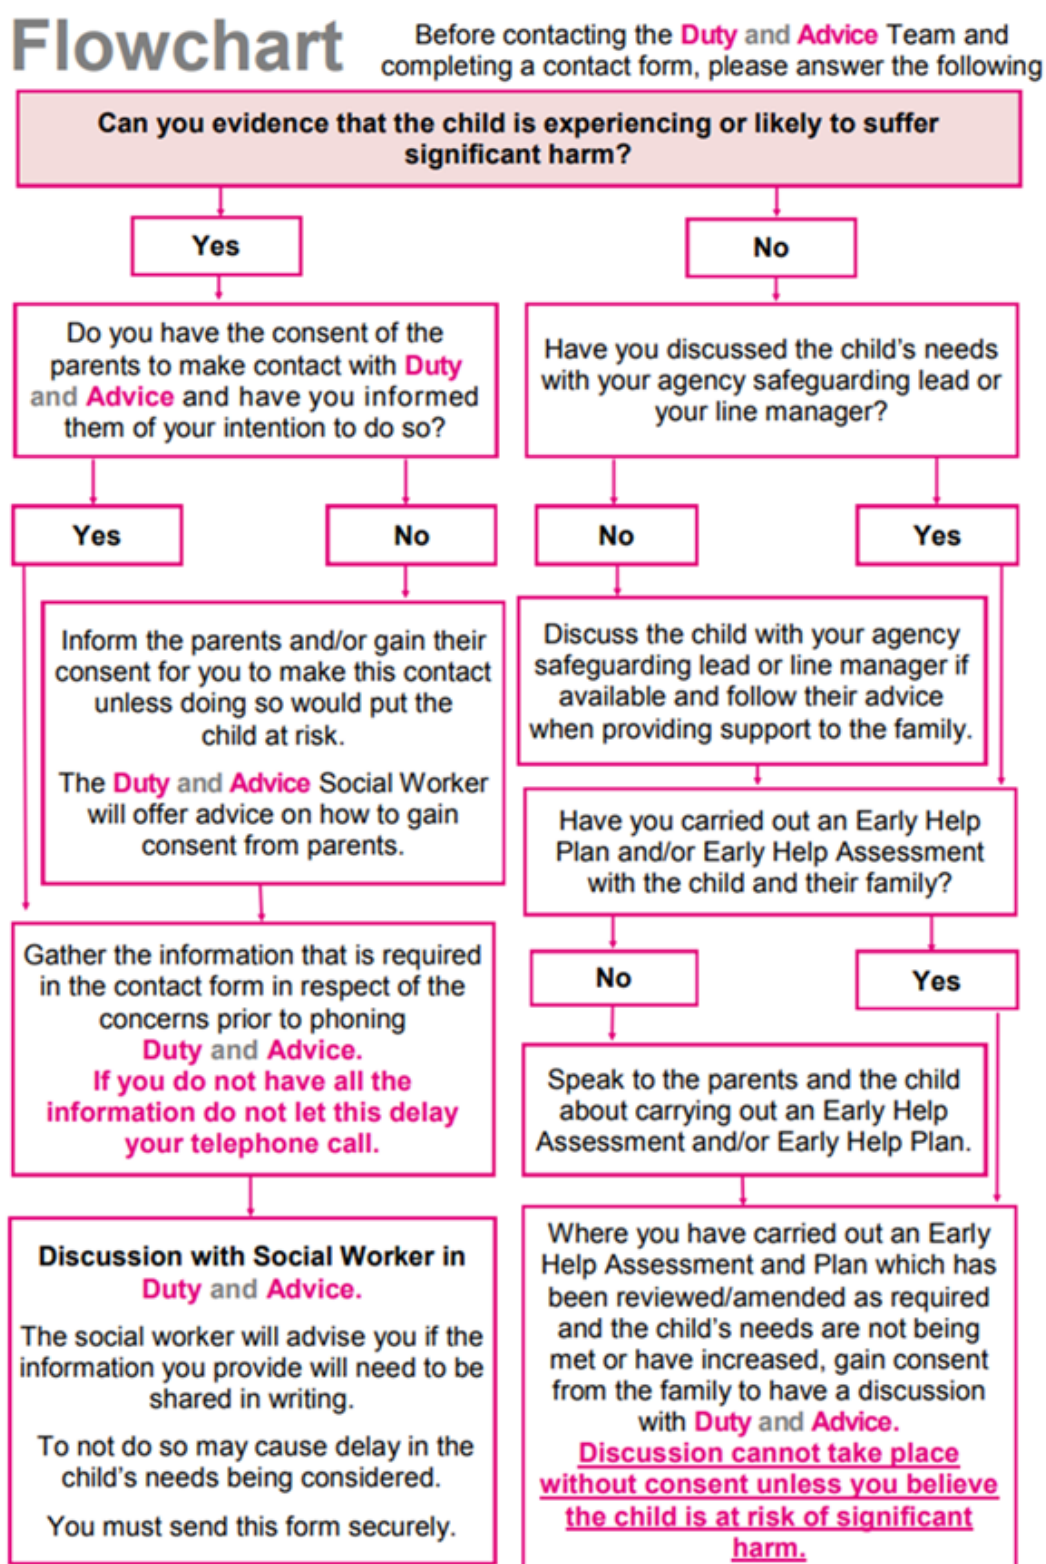 Flowchart
Before contacting the Duty and Advice Team and
completing a contact form, please answer the following
Can you evidence that the child is experiencing or likely to suffer
significant harm?
Yes
No
Do you have the consent of the
parents to make contact with Duty
and Advice and have you informed
them of your intention to do so?
Have you discussed the child's needs
with your agency safeguarding lead or
your line manager?
Yes
No
No
Yes
Inform the parents and/or gain their
consent for you to make this contact
unless doing so would put the
child at risk.
The Duty and Advice Social Worker
will offer advice on how to gain
consent from parents.
Discuss the child with your agency
safeguarding lead or line manager if
available and follow their advice
when providing support to the family.
Have you carried out an Early Help
Plan and/or Early Help Assessment
with the child and their family?
Gather the information that is required
in the contact form in respect of the
concerns prior to phoning
Duty and Advice.
If you do not have all the
information do not let this delay
your telephone call.
No
Yes
Speak to the parents and the child
about carrying out an Early Help
Assessment and/or Early Help Plan.
Discussion with Social Worker in
Duty and Advice.
The social worker will advise you if the
information you provide will need to be
shared in writing.
To not do so may cause delay in the
child's needs being considered.
You must send this form securely.
Where you have carried out an Early
Help Assessment and Plan which has
been reviewed/amended as required
and the child's needs are not being
met or have increased, gain consent
from the family to have a discussion
with Duty and Advice.
Discussion cannot take place
without consent unless you believe
the child is at risk of significant
harm.